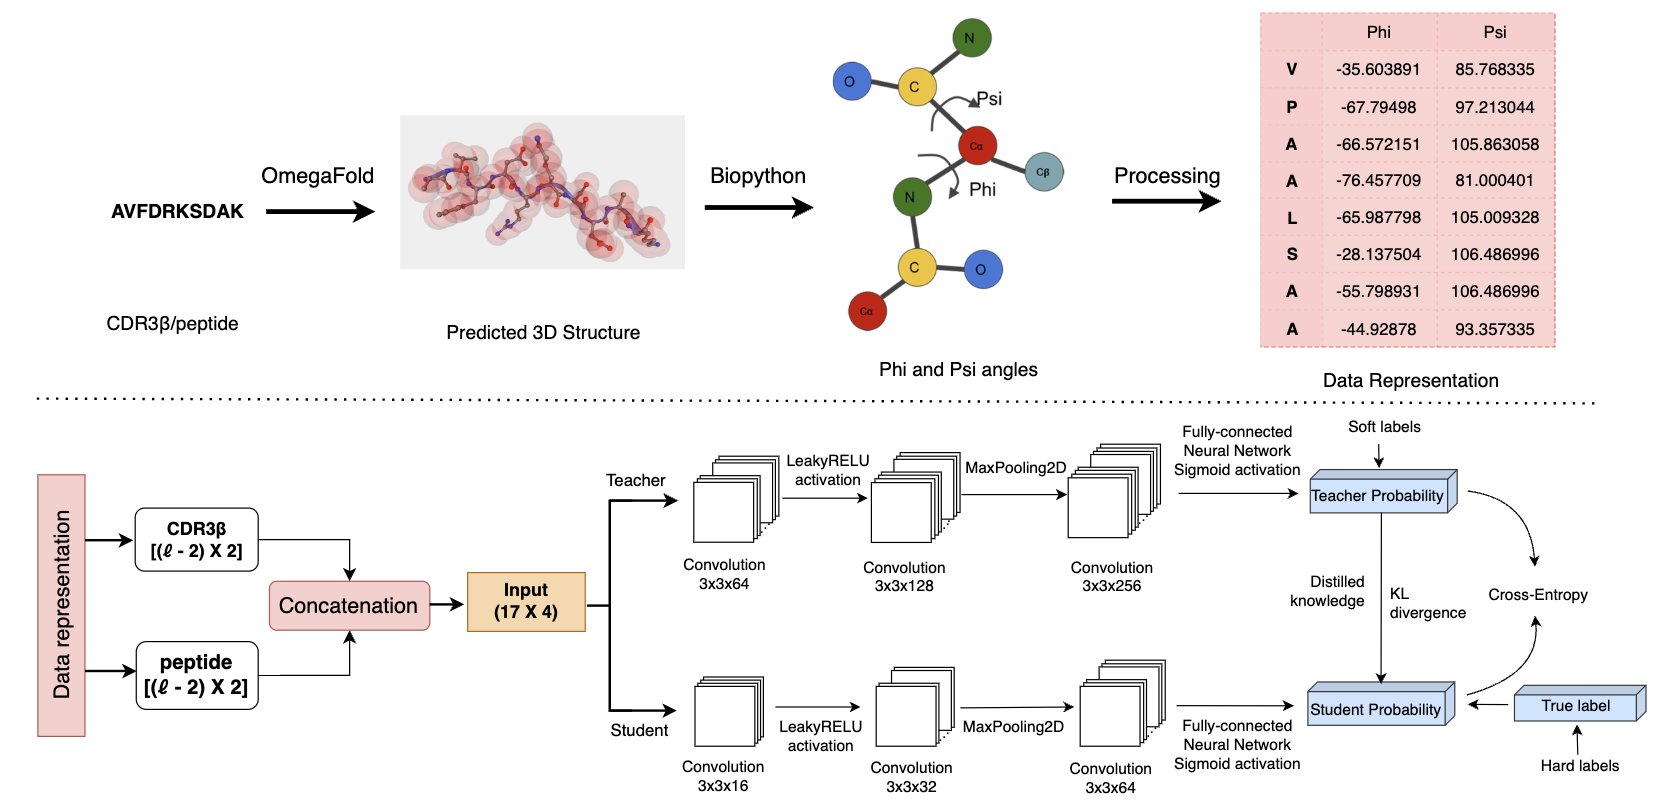 AVFDRKSDAK
CDR3β/peptide
OmegaFold
Predicted 3D Structure
Biopython
N
O
C
Psi
Cα
Cβ
Phi
N
C
O
Cα
Phi and Psi angles
Processing
Phi Psi
V -35.603891 85.768335
P -67.79498 97.213044
A -66.572151 105.863058
A -76.457709 81.000401
L -65.987798 105.009328
S -28.137504 106.486996
A -55.798931 106.486996
A -44.92878 93.357335
Data Representation
Data representation
CDR3β
[(ℓ - 2) X 2]
peptide
[(ℓ - 2) X 2]
Concatenation
Input
(17 X 4)
Teacher
Convolution
3x3x64
LeakyRELU
activation
Convolution
3x3x128
MaxPooling2D
Convolution
3x3x256
Fully-connected
Neural Network
Sigmoid activation
Soft labels
Teacher Probability
Distilled
knowledge
KL
divergence
Cross-Entropy
Student
Convolution
3x3x16
LeakyRELU
activation
Convolution
3x3x32
MaxPooling2D
Convolution
3x3x64
Fully-connected
Neural Network
Sigmoid activation
Student Probability
True label
Hard labels